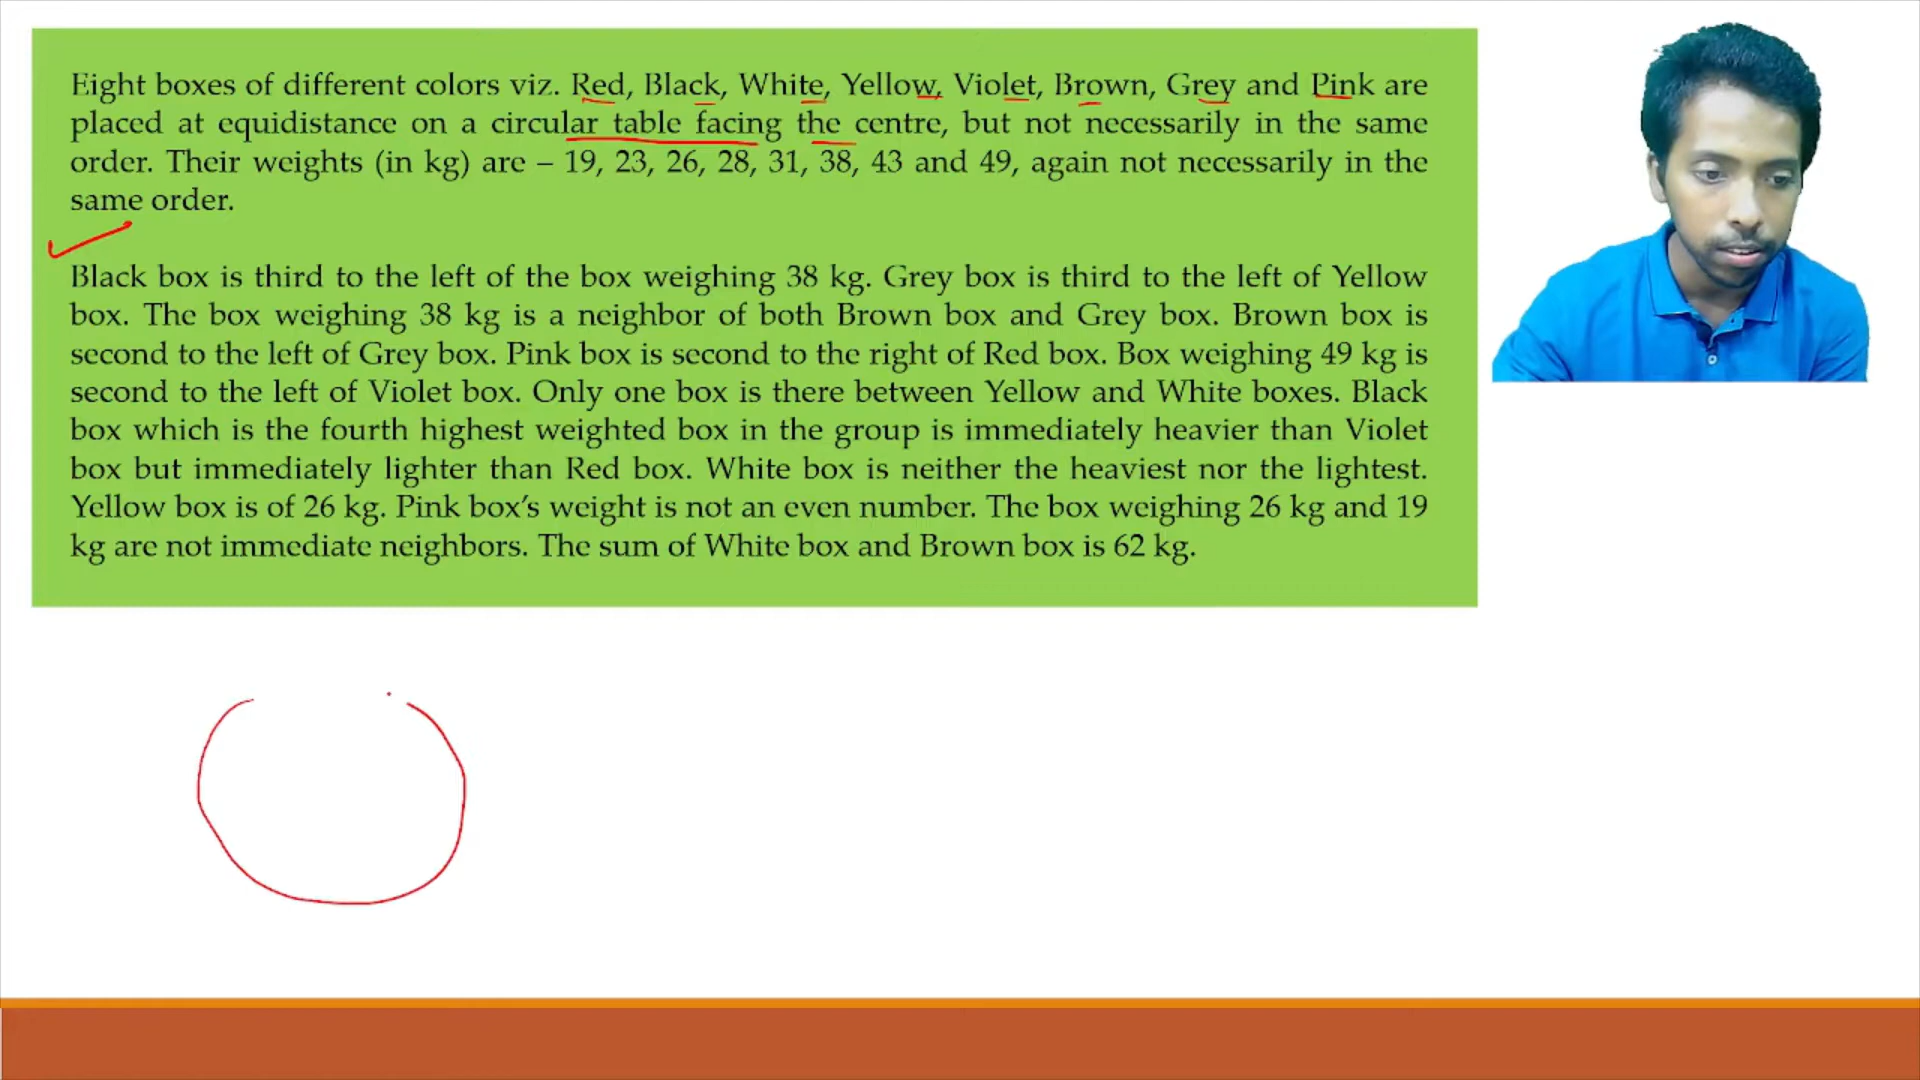 Eight boxes of different colors viz. Red, Black, White, Yellow, Violet, Brown, Grey and Pink are
placed at equidistance on a circular table facing the centre, but not necessarily in the same
order. Their weights (in kg) are – 19, 23, 26, 28, 31, 38, 43 and 49, again not necessarily in the
same order.
Black box is third to the left of the box weighing 38 kg. Grey box is third to the left of Yellow
box. The box weighing 38 kg is a neighbor of both Brown box and Grey box. Brown box is
second to the left of Grey box. Pink box is second to the right of Red box. Box weighing 49 kg is
second to the left of Violet box. Only one box is there between Yellow and White boxes. Black
box which is the fourth highest weighted box in the group is immediately heavier than Violet
box but immediately lighter than Red box. White box is neither the heaviest nor the lightest.
Yellow box is of 26 kg. Pink box’s weight is not an even number. The box weighing 26 kg and 19
kg are not immediate neighbors. The sum of White box and Brown box is 62 kg.